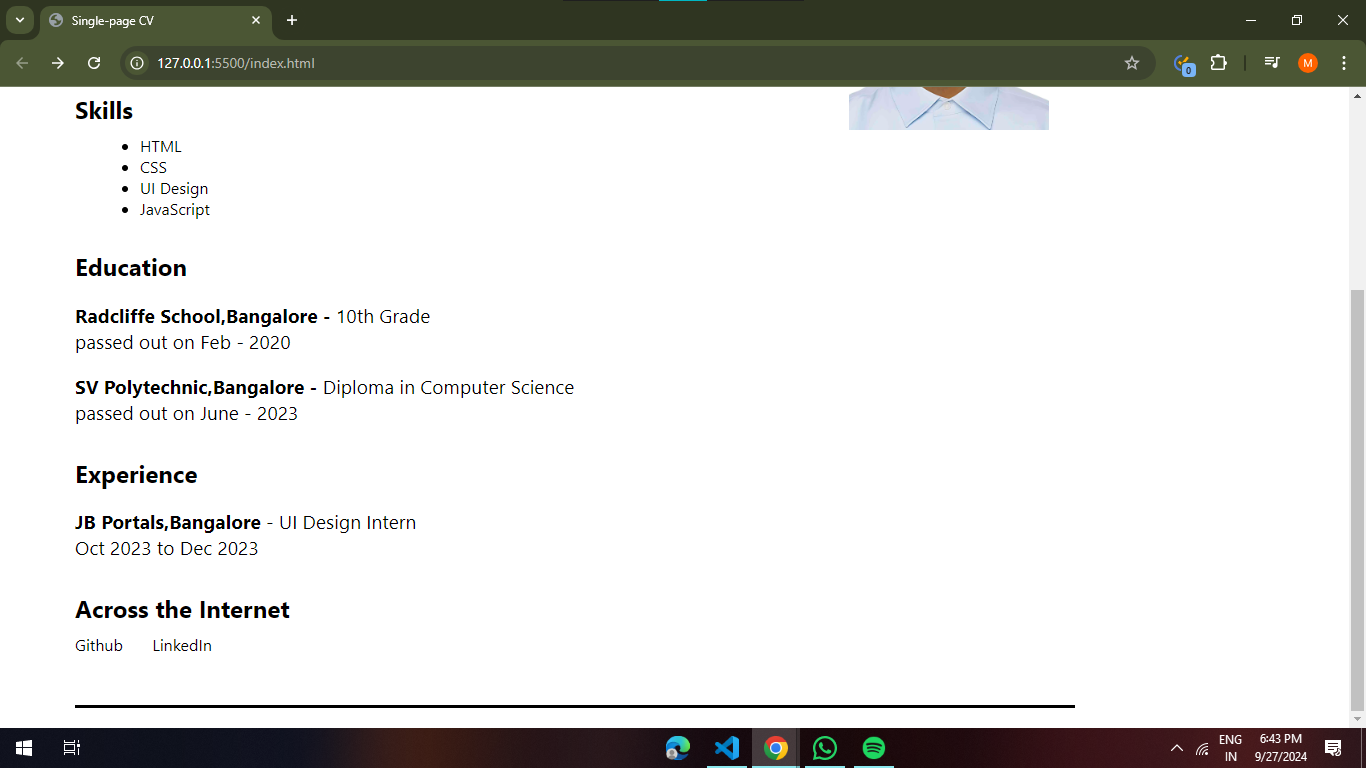 Single-page CV
127.0.0.1:5500/index.html
0
M
Skills
HTML
CSS
UI Design
JavaScript
Education
Radcliffe School,Bangalore - 10th Grade
passed out on Feb - 2020
SV Polytechnic,Bangalore - Diploma in Computer Science
passed out on June - 2023
Experience
JB Portals,Bangalore - UI Design Intern
Oct 2023 to Dec 2023
Across the Internet
Github LinkedIn
ENG 6:43 PM
IN 9/27/2024